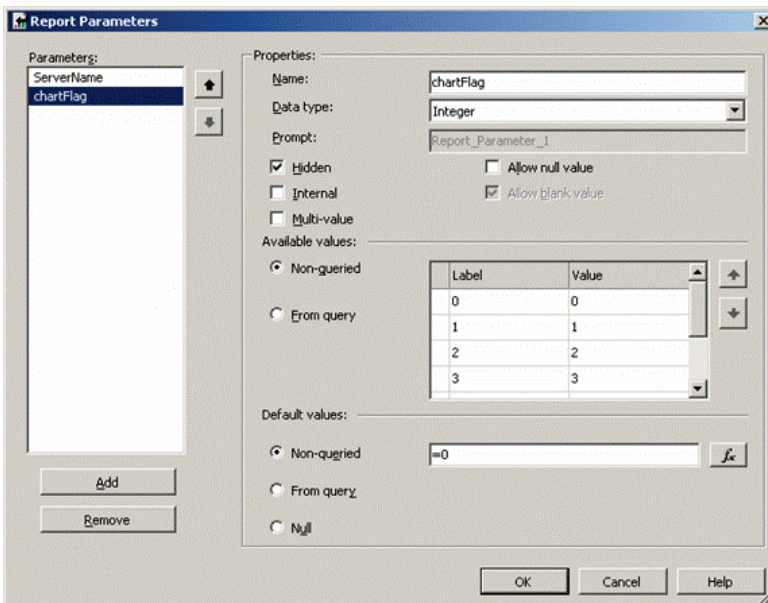 Report Parameters
Parameters:
ServerName
chartFlag
Add
Remove
Properties:
Name:
chartFlag
Data type:
Integer
Prompt:
Report_Parameter_1
Hidden
Allow null value
Internal
Allow blank value
Multi-value
Available values:
Non-queried
From query
Label Value
0 0
1 1
2 2
3 3
Default values:
Non-queried
=0
fx
From query
Null
OK Cancel Help